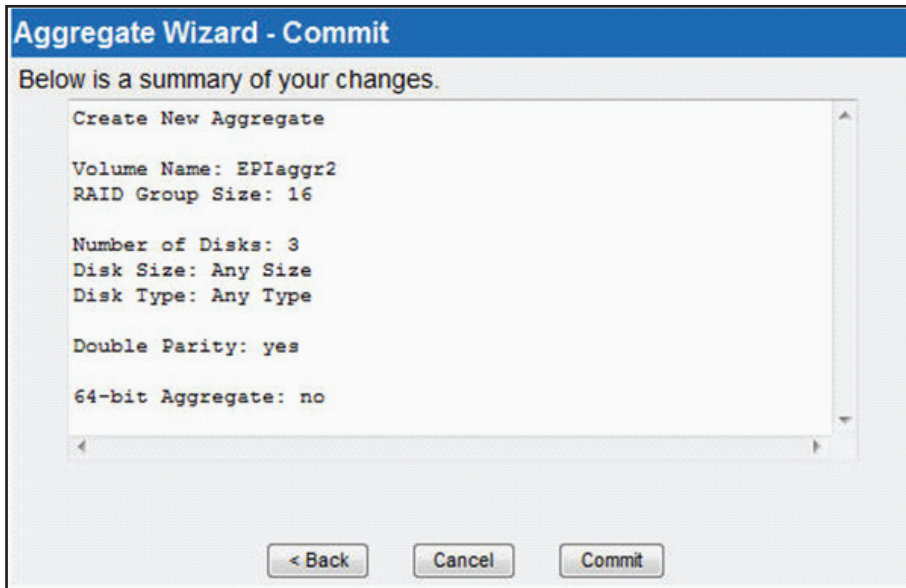 Aggregate Wizard - Commit
Below is a summary of your changes.
Create New Aggregate
Volume Name: EPIaggr2
RAID Group Size: 16
Number of Disks: 3
Disk Size: Any Size
Disk Type: Any Type
Double Parity: yes
64-bit Aggregate: no
< Back
Cancel
Commit